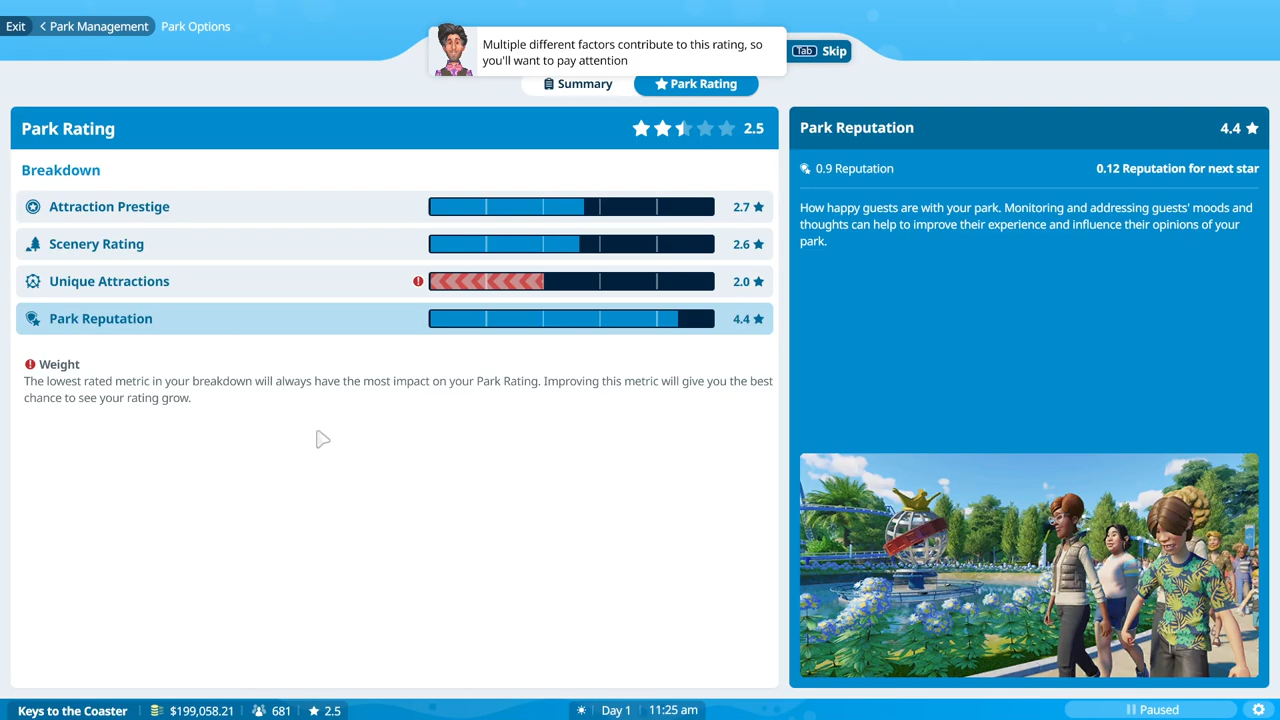 Exit
Park Management
Park Options
Multiple different factors contribute to this rating, so
you'll want to pay attention
Tab Skip
Summary
Park Rating
Park Rating
2.5
Breakdown
Attraction Prestige
2.7
Scenery Rating
2.6
Unique Attractions
2.0
Park Reputation
4.4
Weight
The lowest rated metric in your breakdown will always have the most impact on your Park Rating. Improving this metric will give you the best
chance to see your rating grow.
Park Reputation
4.4
0.9 Reputation
0.12 Reputation for next star
How happy guests are with your park. Monitoring and addressing guests' moods and
thoughts can help to improve their experience and influence their opinions of your
park.
Keys to the Coaster
$199,058.21
681
2.5
Day 1
11:25 am
Paused